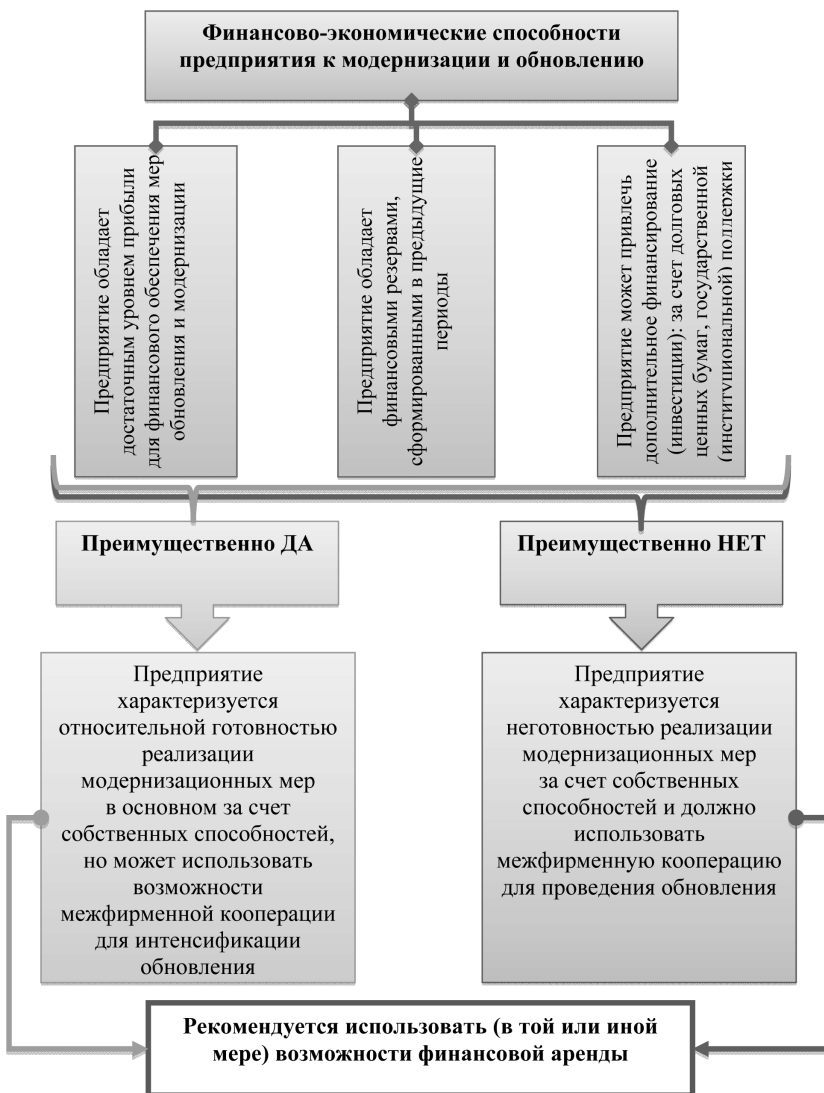 Финансово-экономические способности
предприятия к модернизации и обновлению
Предприятие обладает
достаточным уровнем прибыли
для финансового обеспечения мер
обновления и модернизации
Предприятие обладает
финансовыми резервами,
сформированными в предыдущие
периоды
Предприятие может привлечь
дополнительное финансирование
(инвестиции): за счет долговых
ценных бумаг, государственной
(институциональной) поддержки
Преимущественно ДА
Преимущественно НЕТ
Предприятие
характеризуется
относительной готовностью
реализации
модернизационных мер
в основном за счет
собственных способностей,
но может использовать
возможности
межфирменной кооперации
для интенсификации
обновления
Предприятие
характеризуется
неготовностью реализации
модернизационных мер
за счет собственных
способностей и должно
использовать
межфирменную кооперацию
для проведения обновления
Рекомендуется использовать (в той или иной
мере) возможности финансовой аренды